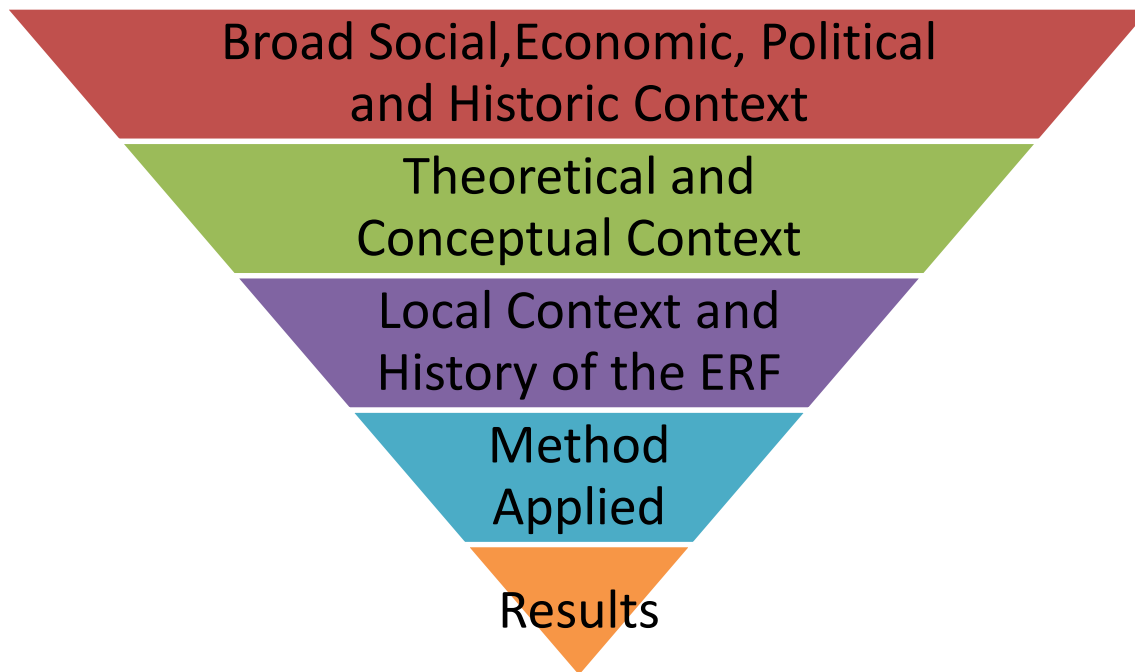 Broad Social,Economic, Political
and Historic Context
Theoretical and
Conceptual Context
Local Context and
History of the ERF
Method
Applied
Results